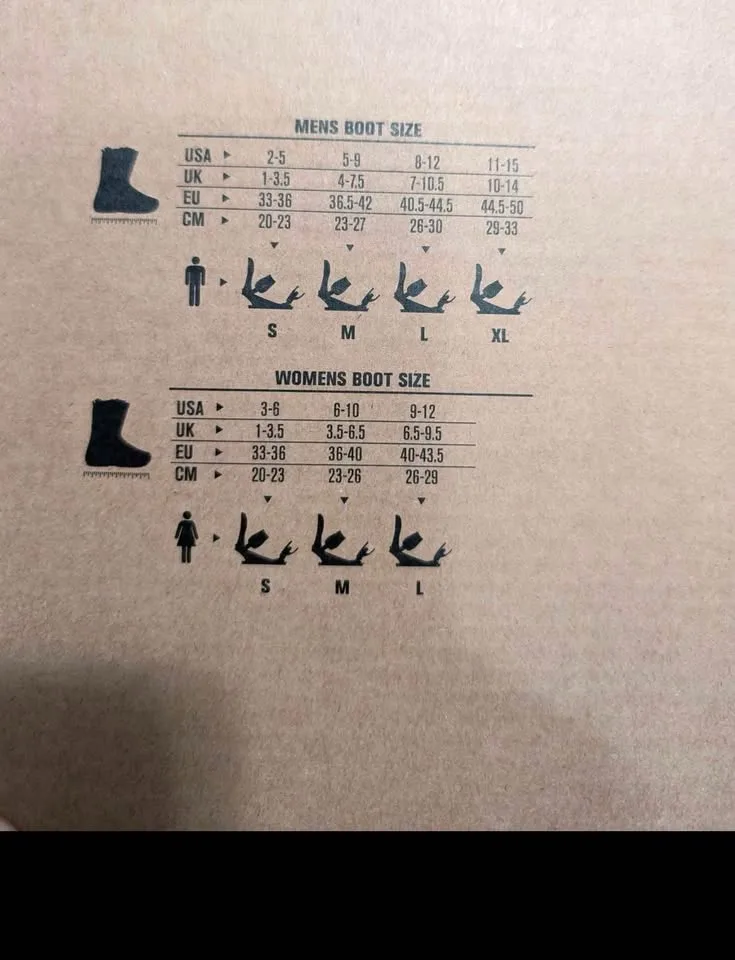 MENS BOOT SIZE
USA 2-5 5-9 8-12 11-15
UK 1-3.5 4-7.5 7-10.5 10-14
EU 33-36 36.5-42 40.5-44.5 44.5-50
CM 20-23 23-27 26-30 29-33
S M L XL
WOMENS BOOT SIZE
USA 3-6 6-10 9-12
UK 1-3.5 3.5-6.5 6.5-9.5
EU 33-36 36-40 40-43.5
CM 20-23 23-26 26-29
S M L